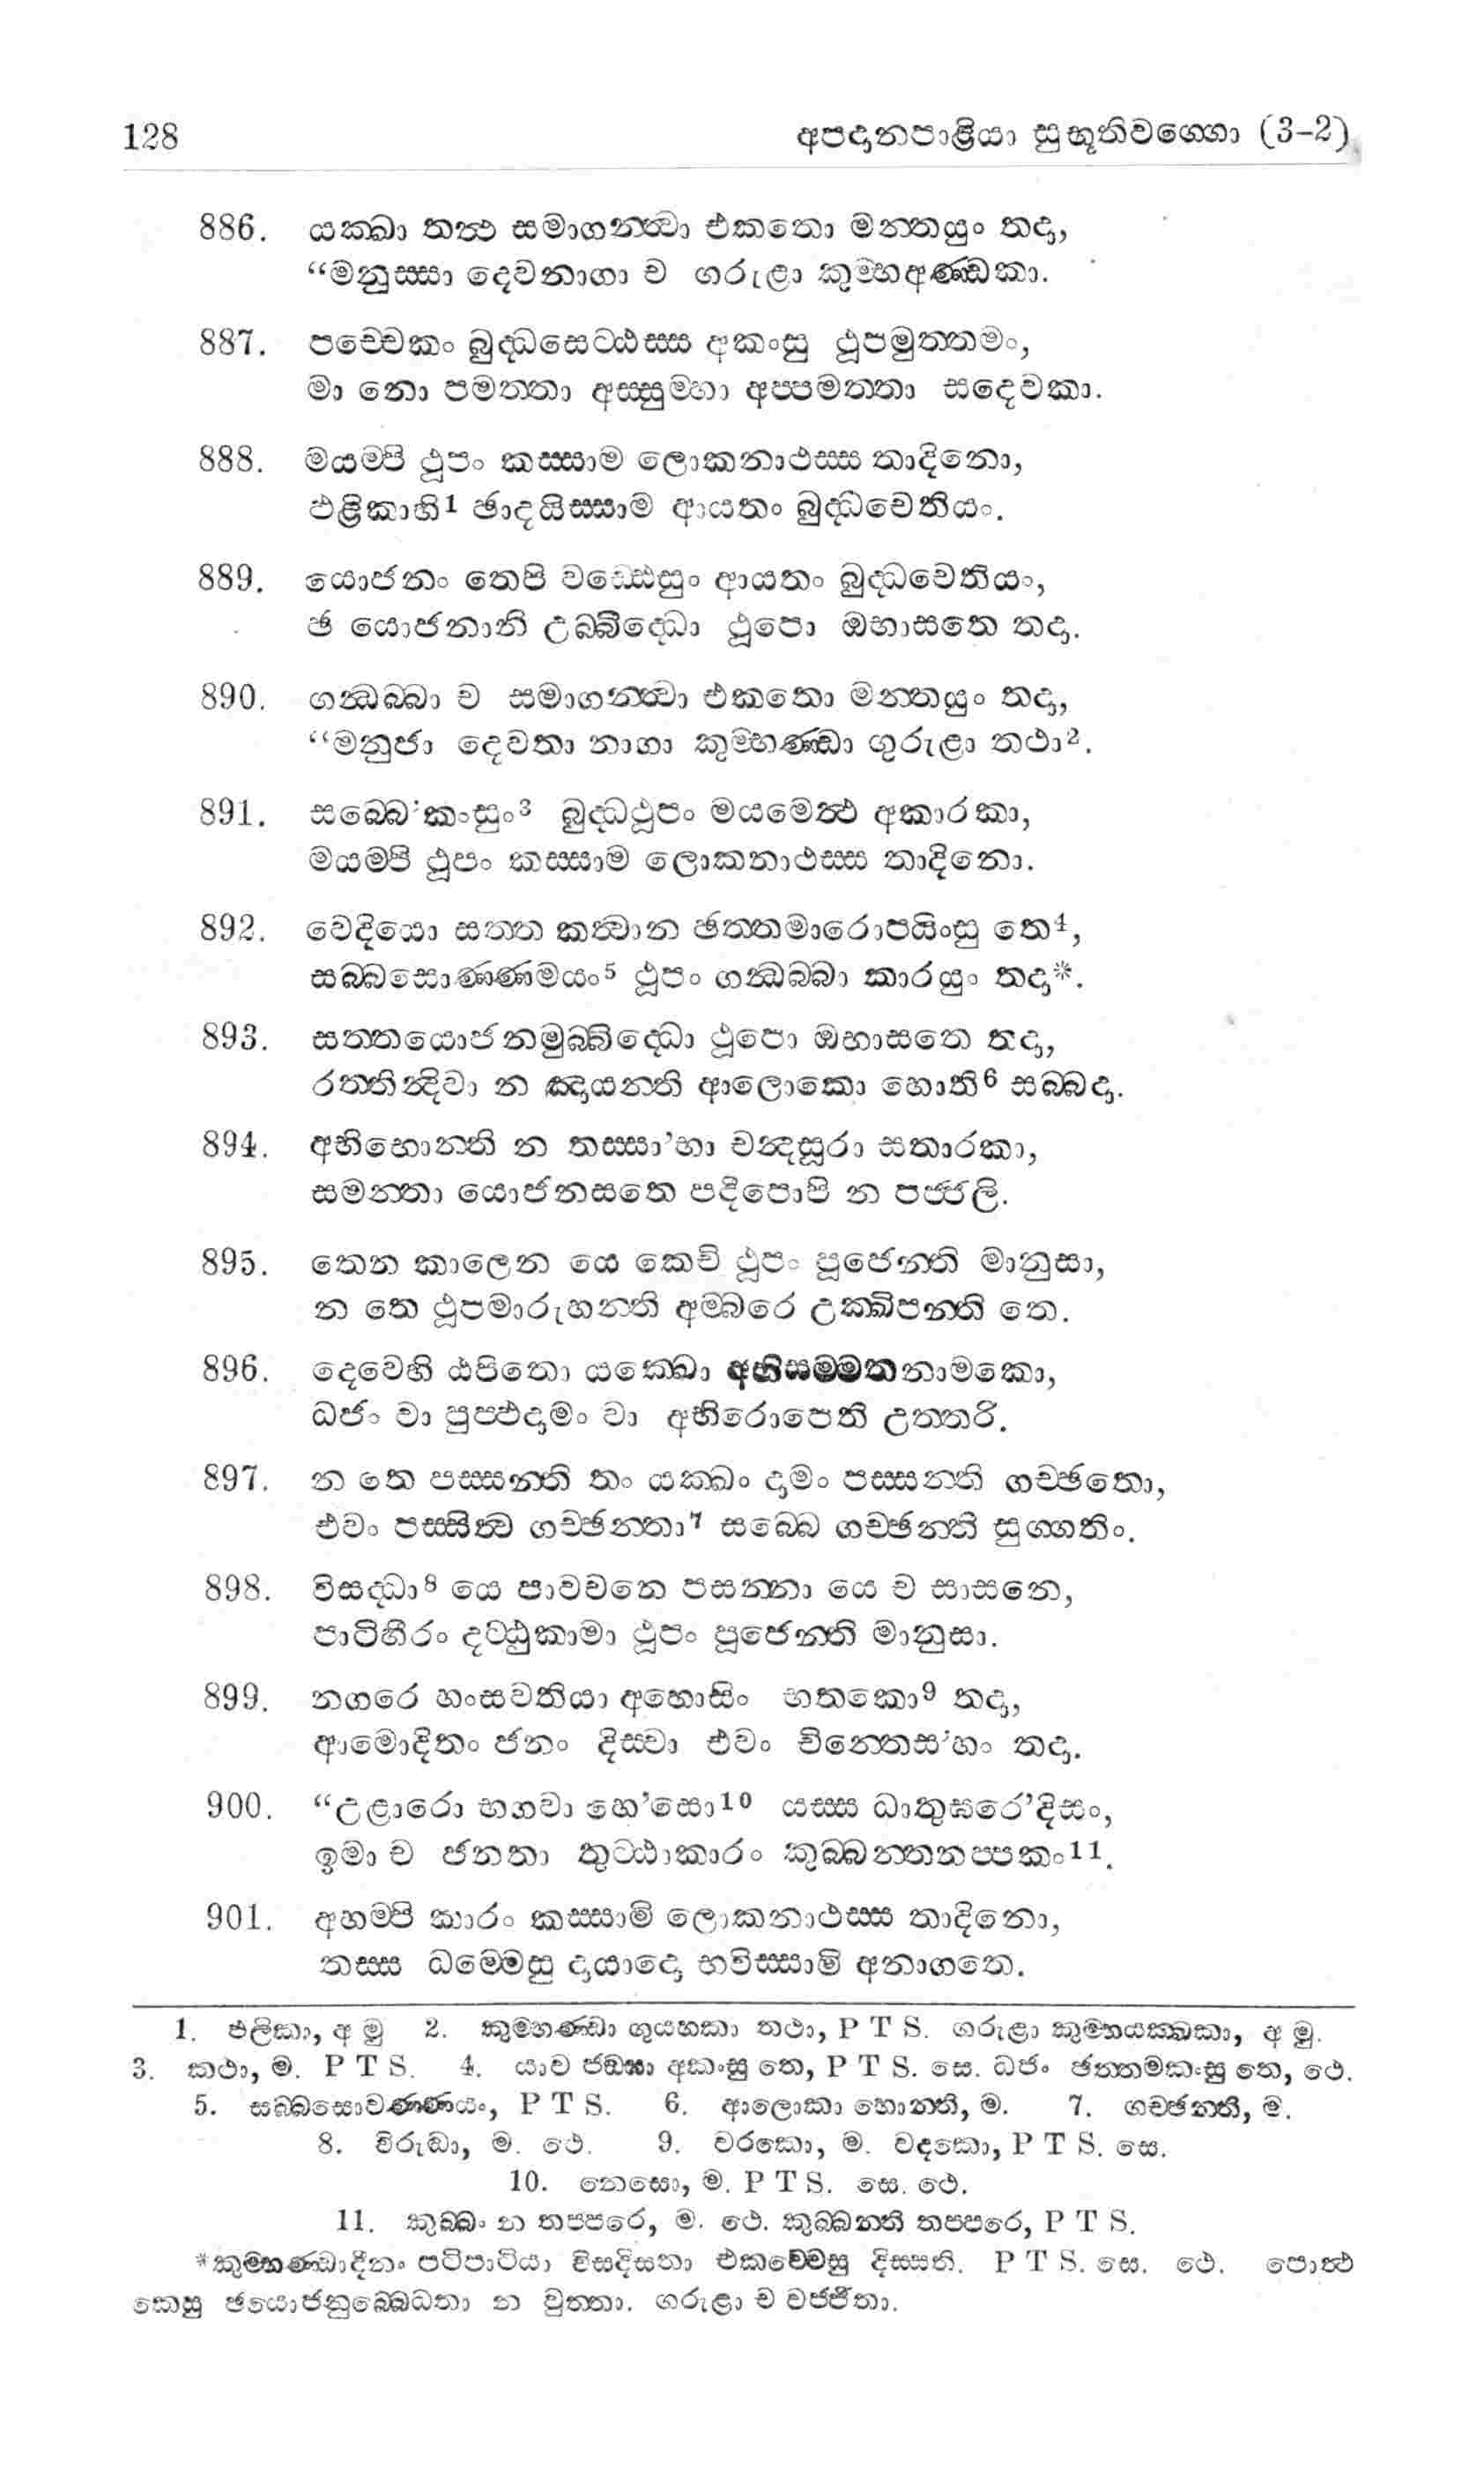 128 අපදානපාළියා සුභූතිවග්ගො (3-2)
886. යක්ඛා තත්ථ සමාගන්ත්වා එකතො මන්තයුං තදා,
“මනුස්සා දෙවනාගා ච ගරුළා කුම්භඅණ්ඩකා.
887. පච්චෙකං බුද්ධසෙට්ඨස්ස අකංසු ථූපමුත්තමං,
මා නො පමත්තා අස්සුම්හා අප්පමත්තා සදෙවකා.
888. මයම්පි ථූපං කස්සාම ලොකනාථස්ස තාදිනො,
ඵළිකාහි1 ඡාදයිස්සාම ආයතං බුද්ධචෙතියං.
889. යොජනං තෙපි වඩ්ඪෙසුං ආයතං බුද්ධචෙතියං,
ඡ යොජනානි උබ්බිද්ධො ථූපො ඔභාසතෙ තදා.
890. ගන්ධබ්බා ච සමාගන්ත්වා එකතො මන්තයුං තදා,
“මනුජා දෙවතා නාගා කුම්භණ්ඩා ගුරුළා තථා2.
891. සබ්බෙ'කංසුං3 බුද්ධථූපං මයමෙත්ථ අකාරකා,
මයම්පි ථූපං කස්සාම ලොකනාථස්ස තාදිනො.
892. වෙදියො සත්ත කත්වාන ඡත්තමාරොපයිංසු තෙ4,
සබ්බසොණ්ණමයං5 ථූපං ගන්ධබ්බා කාරයුං තදා*.
893. සත්තයොජනමුබ්බිද්ධො ථූපො ඔභාසතෙ තදා,
රත්තින්දිවා න ඤායන්ති ආලොකො හොති6 සබ්බදා.
894. අභිභොන්ති න තස්සා'භා චන්දසූරා සතාරකා,
සමන්තා යොජනසතෙ පදීපොපි න පජ්ජලි.
895. තෙන කාලෙන යෙ කෙචි ථූපං පූජෙන්ති මානුසා,
න තෙ ථූපමාරුහන්ති අම්බරෙ උක්ඛිපන්ති තෙ.
896. දෙවෙහි ඨපිතො යක්ඛො අභිසම්මතනාමකො,
ධජං වා පුප්ඵදාමං වා අභිරොපෙති උත්තරි.
897. න තෙ පස්සන්ති තං යක්ඛං දාමං පස්සන්ති ගච්ඡතො,
එවං පස්සිත්ව ගච්ඡන්තා7 සබ්බෙ ගච්ඡන්ති සුග්ගතිං.
898. විසද්ධා8 යෙ පාවචනෙ පසන්නා යෙ ච සාසනෙ,
පාටිහීරං දට්ඨුකාමා ථූපං පූජෙන්ති මානුසා.
899. නගරෙ හංසවතියා අහොසිං භතකො9 තදා,
ආමොදිතං ජනං දිස්වා එවං චින්තෙස'හං තදා.
900. “උළාරො භගවා හෙ'සො10 යස්ස ධාතුඝරෙ'දිසං,
ඉමා ච ජනතා තුට්ඨාකාරං කුබ්බන්තනප්පකං11.
901. අහම්පි කාරං කස්සාමි ලොකනාථස්ස තාදිනො,
තස්ස ධම්මෙසු දායාදො භවිස්සාමි අනාගතෙ.
1. ඵලිකා, අ මු 2. කුම්භණ්ඩා ගුය්හකා තථා, P T S. ගරුළා කුම්භයක්ඛකා, අ මු.
3. කථා, ම. P T S. 4. යාව ජඞ්ඝා අකංසු තෙ, P T S. සෙ. ධජං ඡත්තමකංසු තෙ, ථෙ.
5. සබ්බසොවණ්ණයං, P T S. 6. ආලොකා හොන්ති, ම. 7. ගච්ඡන්ති, ම.
8. විරුද්ධා, ම. ථෙ. 9. වරකො, ම. වදකො, P T S. සෙ.
10. නෙසො, ම. P T S. සෙ. ථෙ.
11. කුබ්බං න තප්පරෙ, ම. ථෙ. කුබ්බන්ති තප්පරෙ, P T S.
*කුම්භණ්ඩාදීනං පටිපාටියා විසදිසතා එකච්චෙසු දිස්සති. P T S. සෙ. ථෙ. පොත්ථ
කෙසු ඡයොජනුබ්බෙධතා න වුත්තා. ගරුළා ච වජ්ජිතා.